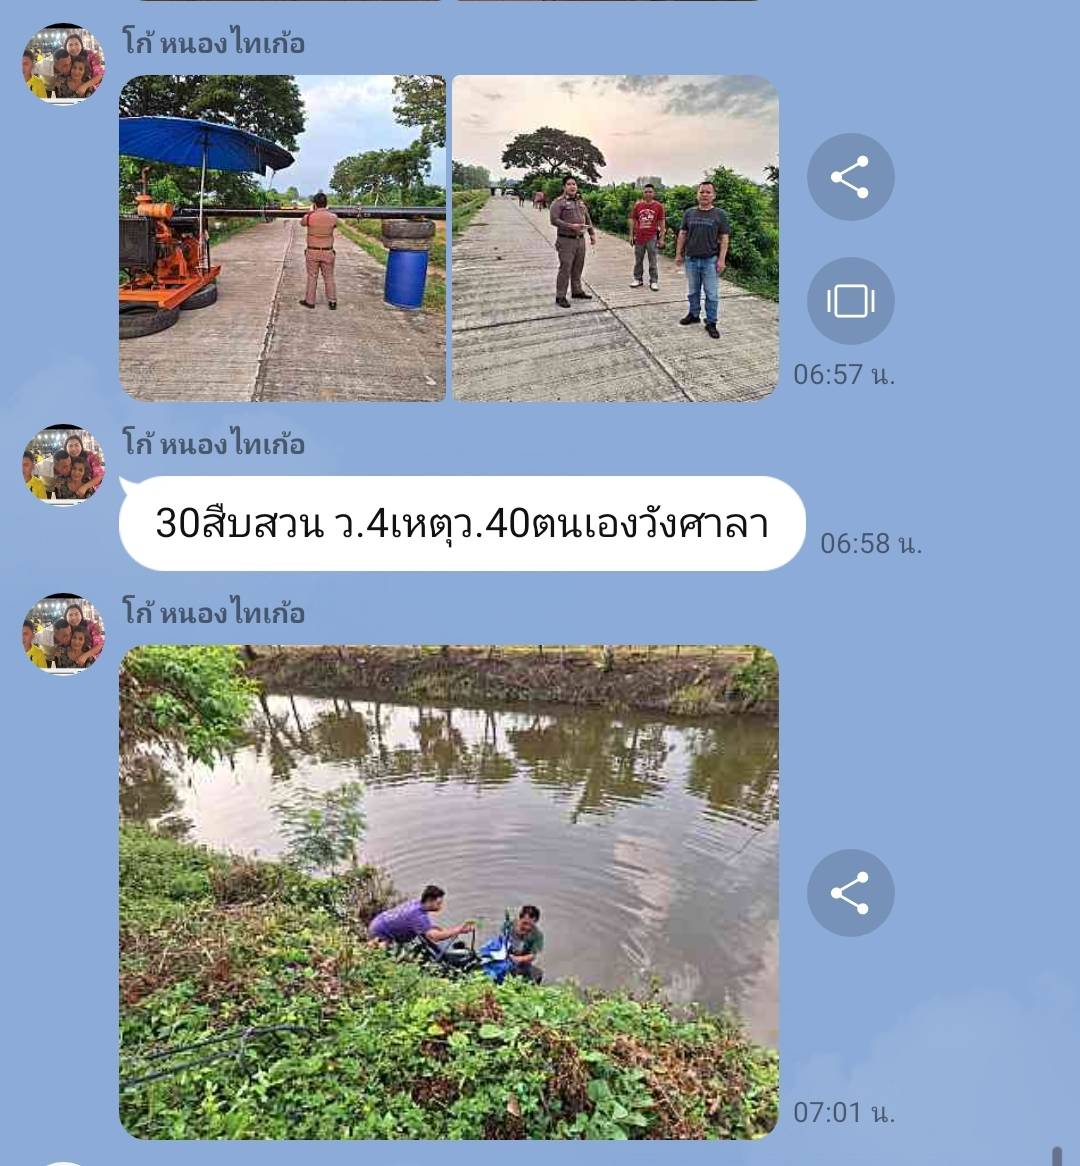 โก้ หนองไทเก้อ
06:57 น.
โก้ หนองไทเก้อ
30สืบสวน ว.4เหตุว.40ตนเองวังศาลา
06:58 น.
โก้ หนองไทเก้อ
07:01 น.